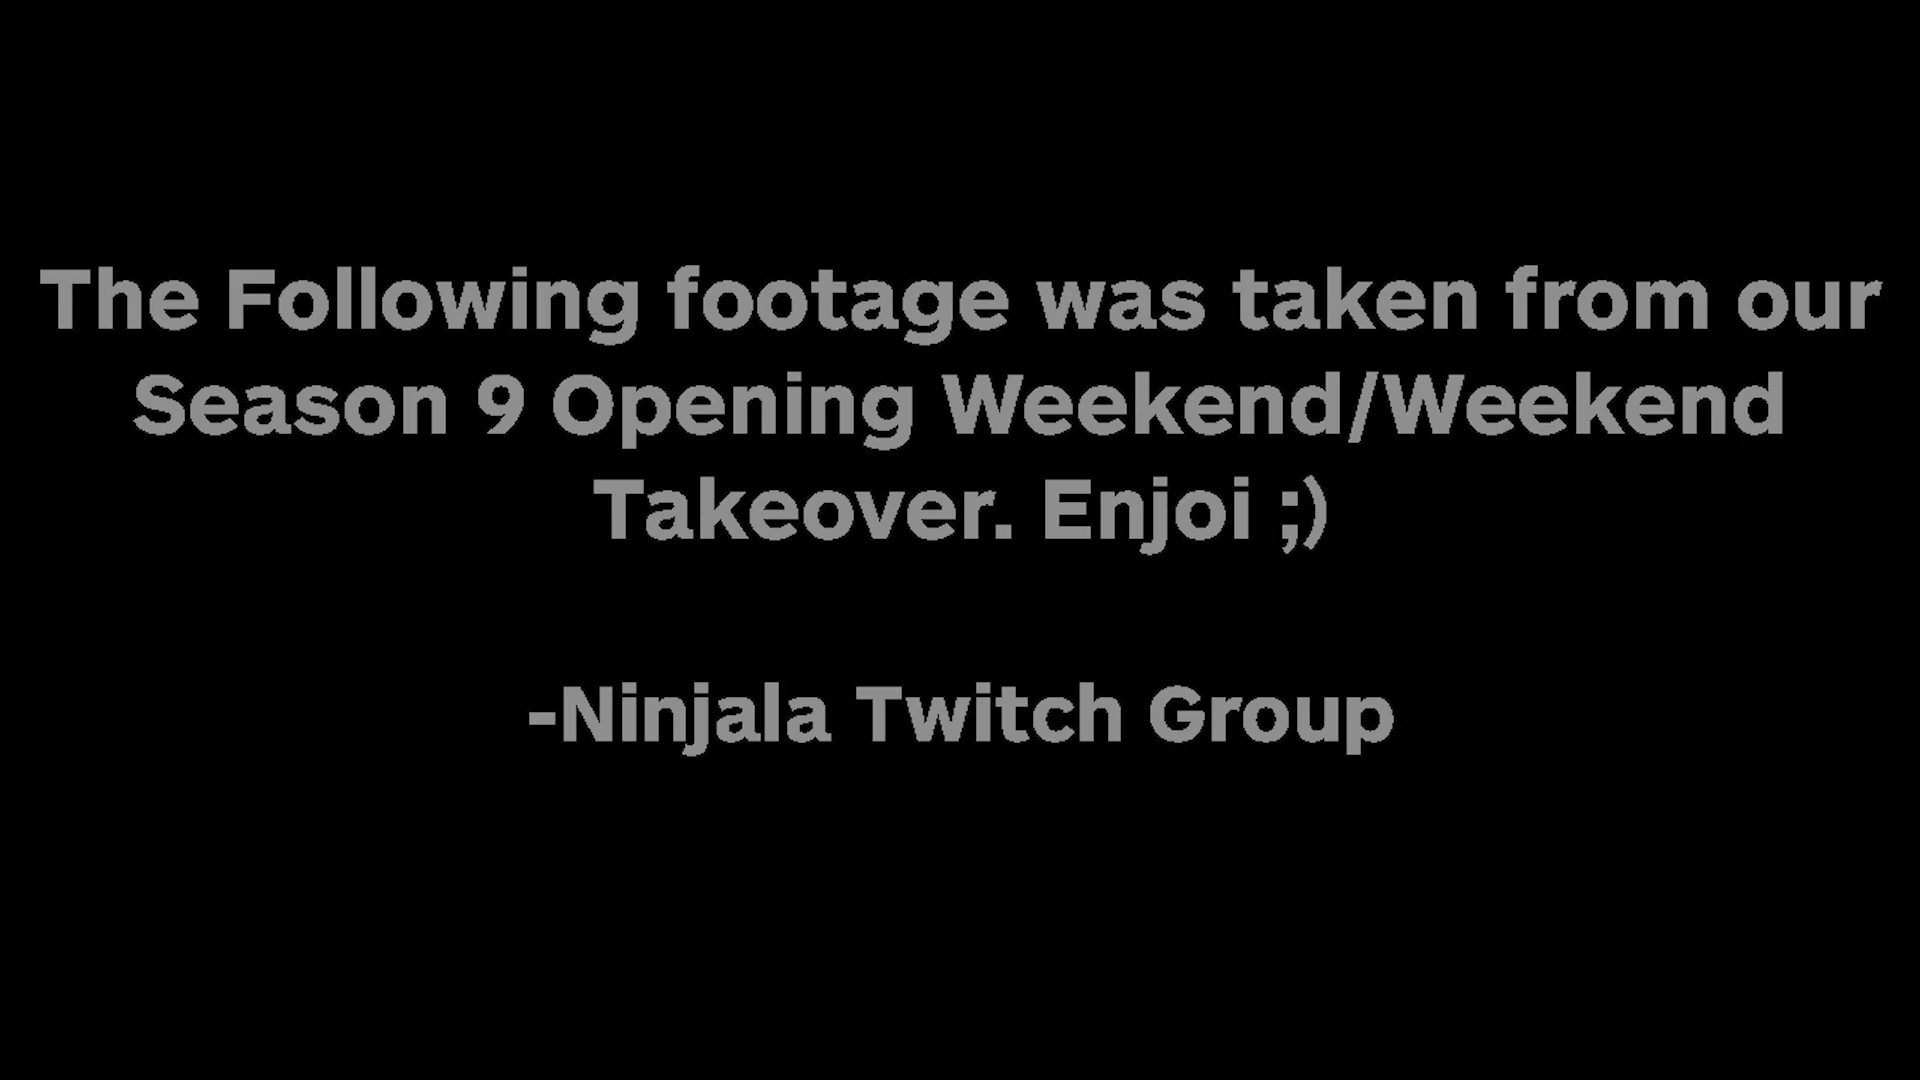 The Following footage was taken from our
Season 9 Opening Weekend/Weekend
Takeover. Enjoi ;)
-Ninjala Twitch Group